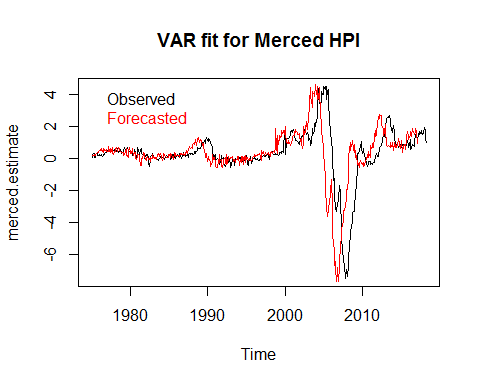 VAR fit for Merced HPI
Observed
Forecasted
merced.estimate
4
2
0
-2
-4
-6
1980 1990 2000 2010
Time